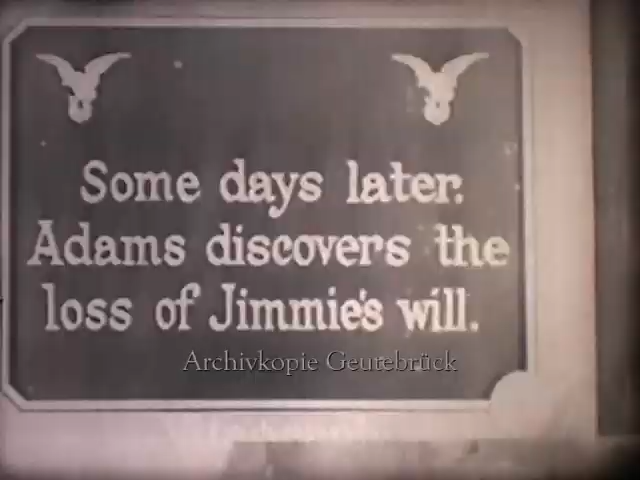 Some days later.
Adams discovers the
loss of Jimmie's will.
Archivkopie Geutebrück